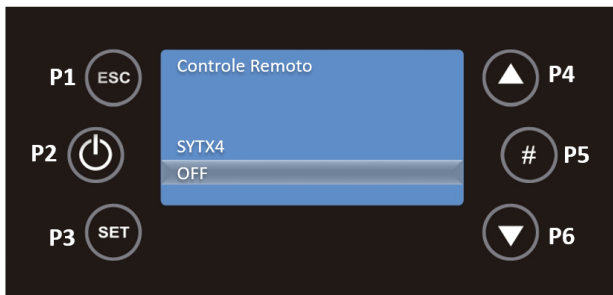 P1 ESC
P2
P3 SET
Controle Remoto
SYTX4
OFF
P4
# P5
P6